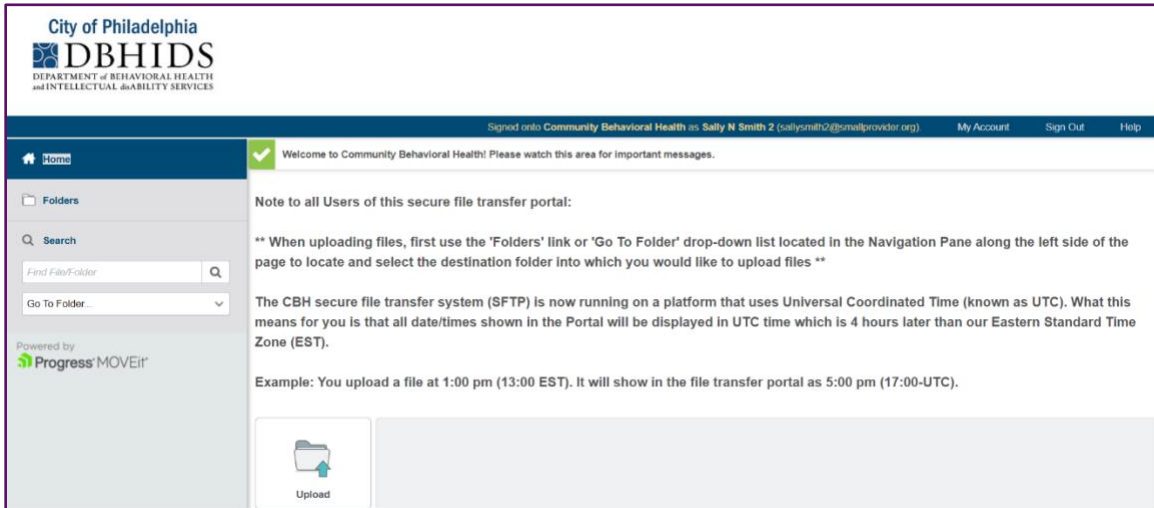 City of Philadelphia
DBHIDS
DEPARTMENT of BEHAVIORAL HEALTH
and INTELLECTUAL disABILITY SERVICES
Signed onto Community Behavioral Health as Sally N Smith 2 (sallysmith2@smallprovider.org). My Account Sign Out Help
Home
Welcome to Community Behavioral Health! Please watch this area for important messages.
Folders
Note to all Users of this secure file transfer portal:
Search
** When uploading files, first use the 'Folders' link or 'Go To Folder' drop-down list located in the Navigation Pane along the left side of the
page to locate and select the destination folder into which you would like to upload files **
Find File/Folder
Go To Folder...
The CBH secure file transfer system (SFTP) is now running on a platform that uses Universal Coordinated Time (known as UTC). What this
means for you is that all date/times shown in the Portal will be displayed in UTC time which is 4 hours later than our Eastern Standard Time
Zone (EST).
Powered by
Progress MOVEit
Example: You upload a file at 1:00 pm (13:00 EST). It will show in the file transfer portal as 5:00 pm (17:00-UTC).
Upload